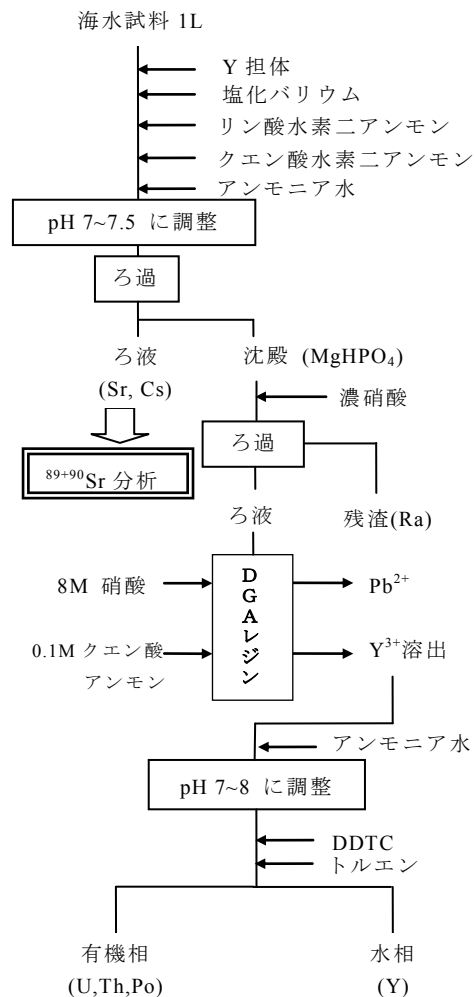 海水試料 1L
Y 担体
塩化バリウム
リン酸水素二アンモン
クエン酸水素二アンモン
アンモニア水
pH 7~7.5 に調整
ろ過
ろ液
(Sr, Cs)
沈殿 (MgHPO₄)
濃硝酸
ろ過
⁸⁹⁺⁹⁰Sr 分析
ろ液
残渣(Ra)
8M 硝酸
DGAレジン
Pb²⁺
0.1M クエン酸
アンモン
Y³⁺溶出
アンモニア水
pH 7~8 に調整
DDTC
トルエン
有機相
(U,Th,Po)
水相
(Y)